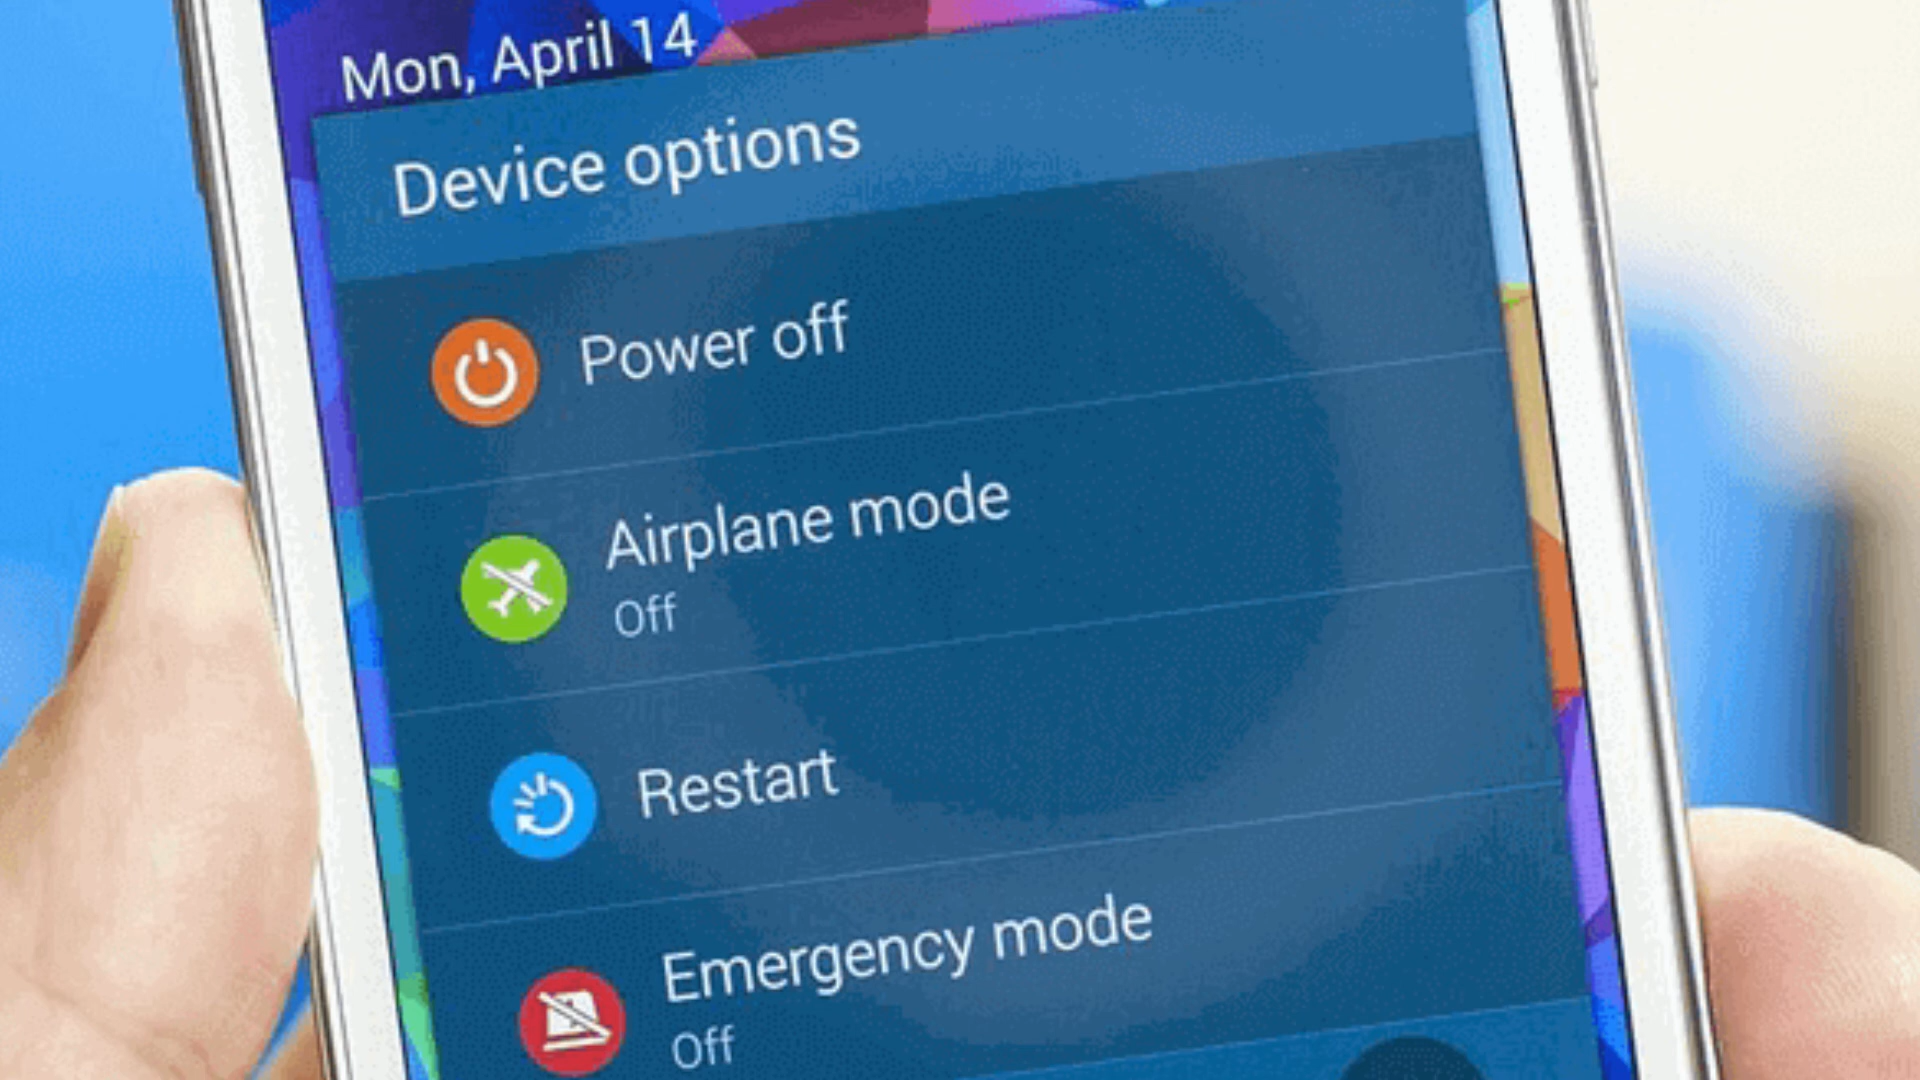 Mon, April 14
Device options
Power off
Airplane mode
Off
Restart
Emergency mode
Off